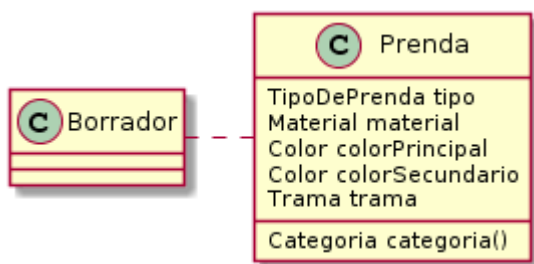 C Borrador
C Prenda
TipoDePrenda tipo
Material material
Color colorPrincipal
Color colorSecundario
Trama trama
Categoria categoria()